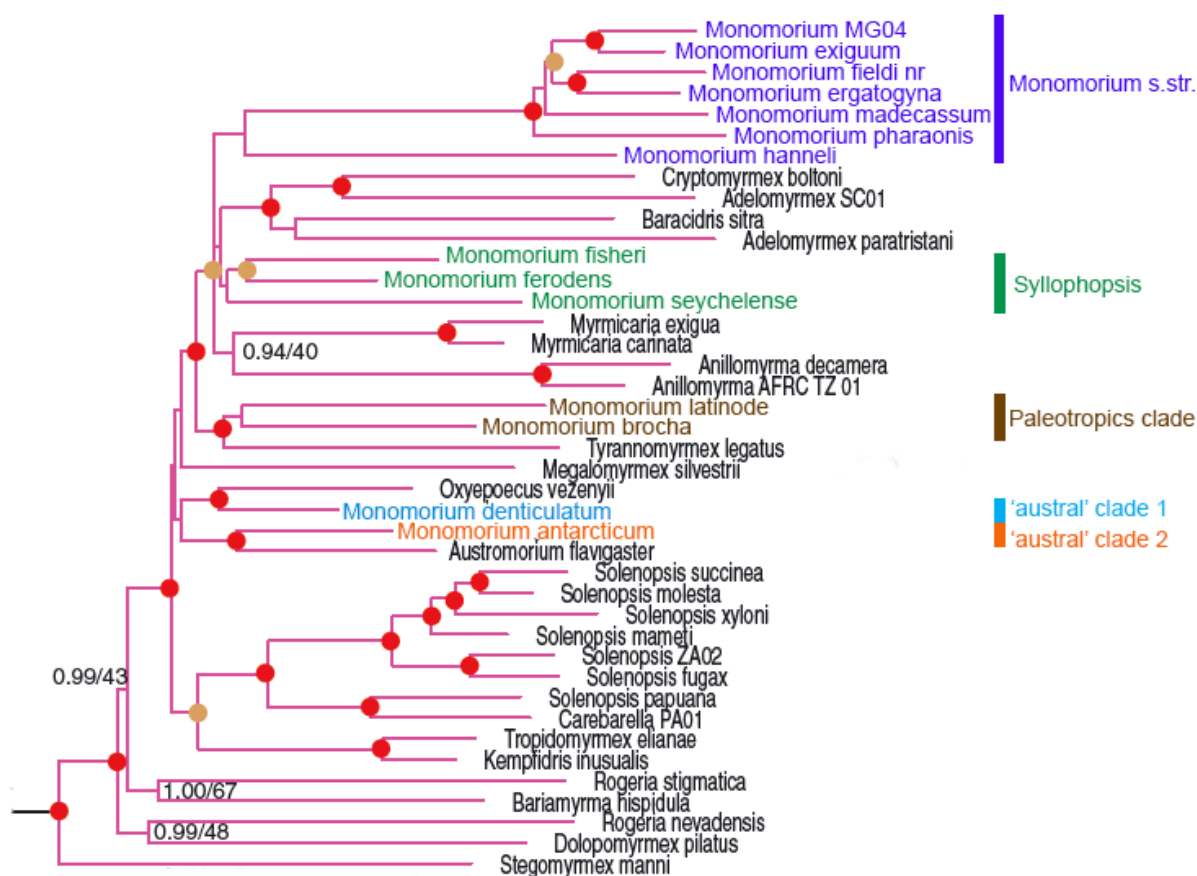 Monomorium MG04
Monomorium exiguum
Monomorium fieldi nr
Monomorium s.str.
Monomorium ergatogyna
Monomorium madecassum
Monomorium pharaonis
Monomorium hanneli
Cryptomyrmex boltoni
Adelomyrmex SC01
Baracidris sitra
Adelomyrmex paratristani
Monomorium fisheri
Monomorium ferodens
Syllophopsis
Monomorium seychelense
Myrmicaria exigua
Myrmicaria carinata
0.94/40
Anillomyrma decamera
Anillomyrma AFRC TZ 01
Monomorium latinode
Paleotropics clade
Monomorium brocha
Tyrannomyrmex legatus
Megalomyrmex silvestrii
Oxyepoecus vezenyii
Monomorium denticulatum
‘austral’ clade 1
Monomorium antarcticum
‘austral’ clade 2
Austromorium flavigaster
Solenopsis succinea
Solenopsis molesta
Solenopsis xyloni
Solenopsis mameti
Solenopsis ZA02
0.99/43
Solenopsis fugax
Solenopsis papuana
Carebarella PA01
Tropidomyrmex elianae
Kempfidris inusualis
Rogeria stigmatica
1.00/67
Bariamyrma hispidula
Rogeria nevadensis
0.99/48
Dolopomyrmex pilatus
Stegomyrmex manni